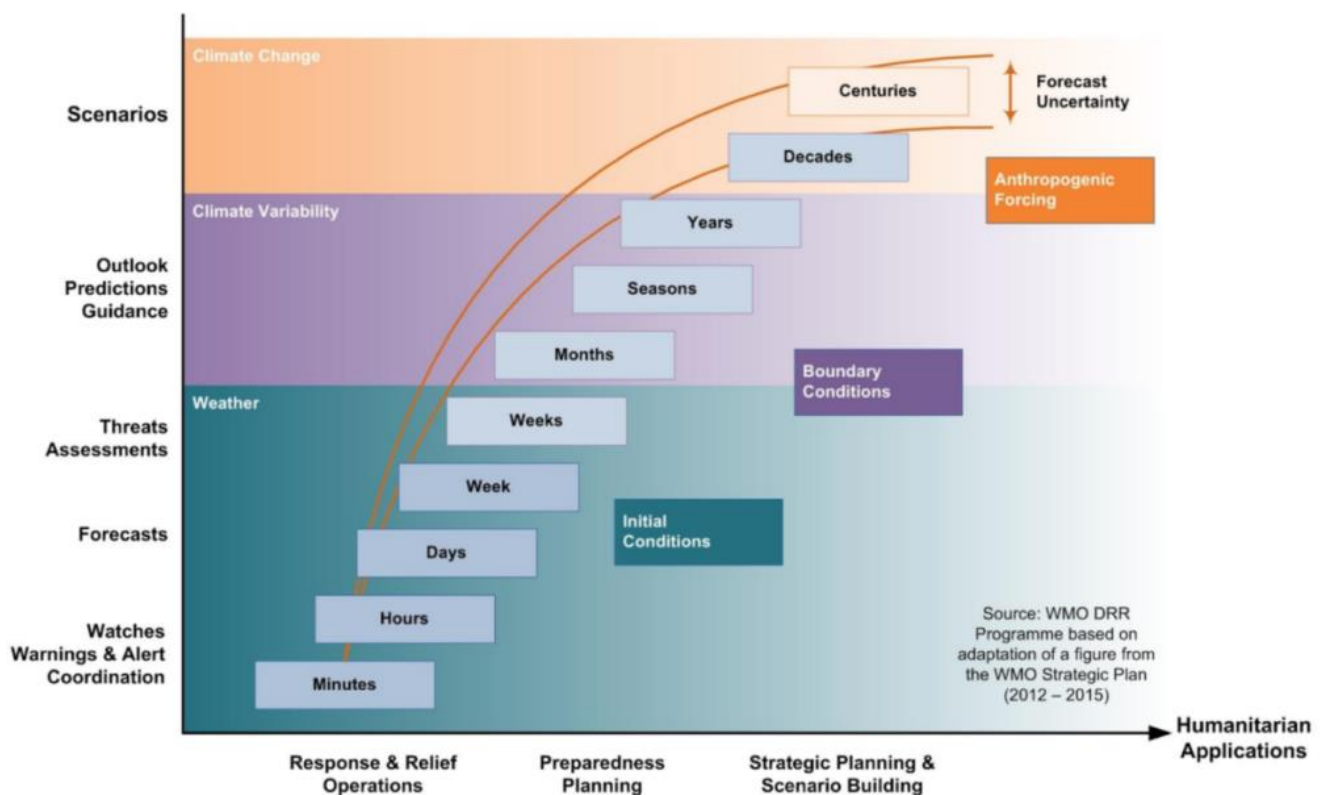 Climate Change
Scenarios
Centuries
Forecast
Uncertainty
Decades
Anthropogenic
Forcing
Climate Variability
Years
Outlook
Predictions
Guidance
Seasons
Months
Boundary
Conditions
Weather
Threats
Assessments
Weeks
Week
Forecasts
Initial
Conditions
Days
Watches
Warnings & Alert
Coordination
Hours
Minutes
Source: WMO DRR
Programme based on
adaptation of a figure from
the WMO Strategic Plan
(2012 – 2015)
Humanitarian
Applications
Response & Relief
Operations
Preparedness
Planning
Strategic Planning &
Scenario Building